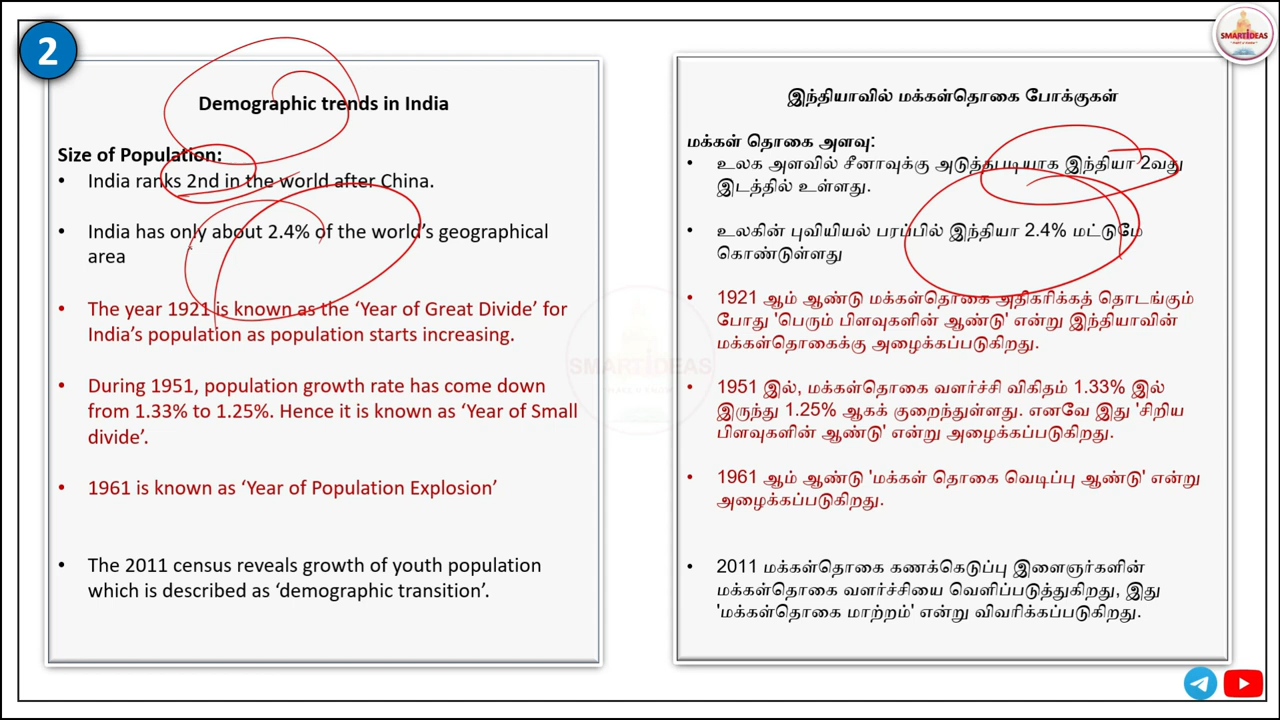 2
SMARTIDEAS
Demographic trends in India
Size of Population:
• India ranks 2nd in the world after China.
• India has only about 2.4% of the world’s geographical
area
• The year 1921 is known as the ‘Year of Great Divide’ for
India’s population as population starts increasing.
• During 1951, population growth rate has come down
from 1.33% to 1.25%. Hence it is known as ‘Year of Small
divide’.
• 1961 is known as ‘Year of Population Explosion’
• The 2011 census reveals growth of youth population
which is described as ‘demographic transition’.
இந்தியாவில் மக்கள்தொகை போக்குகள்
மக்கள் தொகை அளவு:
• உலக அளவில் சீனாவுக்கு அடுத்தபடியாக இந்தியா 2வது
இடத்தில் உள்ளது.
• உலகின் புவியியல் பரப்பில் இந்தியா 2.4% மட்டுமே
கொண்டுள்ளது
• 1921 ஆம் ஆண்டு மக்கள்தொகை அதிகரிக்கத் தொடங்கும்
போது 'பெரும் பிளவுகளின் ஆண்டு' என்று இந்தியாவின்
மக்கள்தொகைக்கு அழைக்கப்படுகிறது.
• 1951 இல், மக்கள்தொகை வளர்ச்சி விகிதம் 1.33% இல்
இருந்து 1.25% ஆகக் குறைந்துள்ளது. எனவே இது 'சிறிய
பிளவுகளின் ஆண்டு' என்று அழைக்கப்படுகிறது.
• 1961 ஆம் ஆண்டு 'மக்கள் தொகை வெடிப்பு ஆண்டு' என்று
அழைக்கப்படுகிறது.
• 2011 மக்கள்தொகை கணக்கெடுப்பு இளைஞர்களின்
மக்கள்தொகை வளர்ச்சியை வெளிப்படுத்துகிறது, இது
'மக்கள்தொகை மாற்றம்' என்று விவரிக்கப்படுகிறது.
SMARTIDEAS